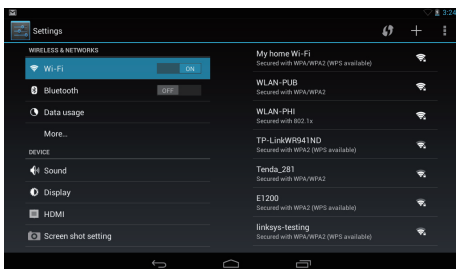 3:24
Settings
WIRELESS & NETWORKS
Wi-Fi
ON
Bluetooth
OFF
Data usage
More...
DEVICE
Sound
Display
HDMI
Screen shot setting
My home Wi-Fi
Secured with WPA/WPA2 (WPS available)
WLAN-PUB
Secured with WPA/WPA2
WLAN-PHI
Secured with 802.1x
TP-LinkWR941ND
Secured with WPA2 (WPS available)
Tenda_281
Secured with WPA/WPA2
E1200
Secured with WPA2 (WPS available)
linksys-testing
Secured with WPA/WPA2 (WPS available)